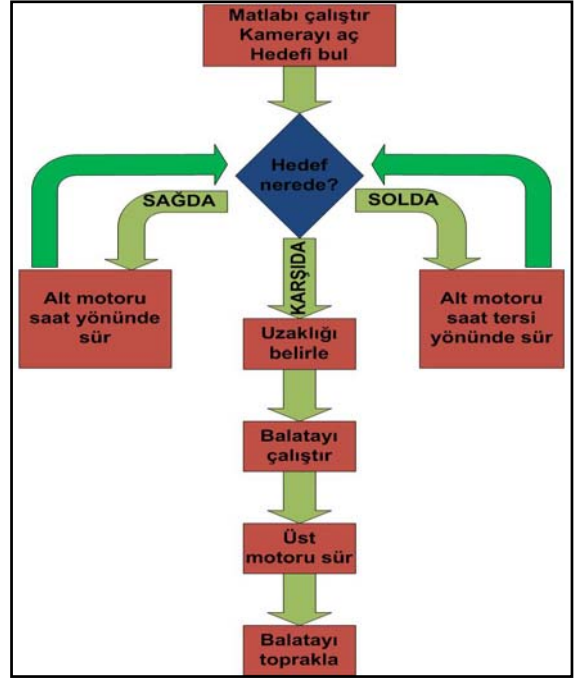 Matlabı çalıştır
Kamerayı aç
Hedefi bul
Hedef
nerede?
SAĞDA
SOLDA
KARŞIDA
Alt motoru
saat yönünde
sür
Alt motoru
saat tersi
yönünde sür
Uzaklığı
belirle
Balatayı
çalıştır
Üst
motoru sür
Balatayı
toprakla